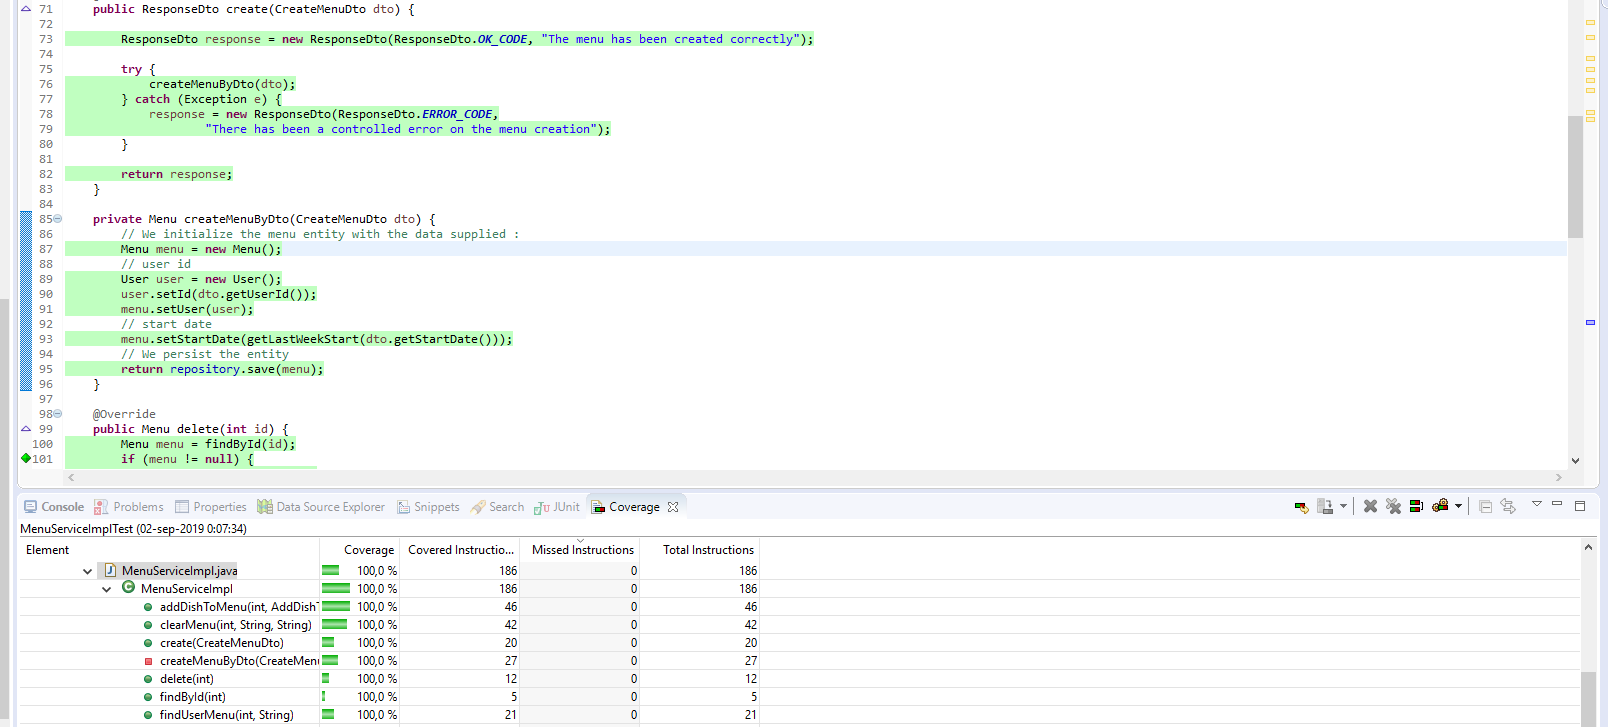 71 public ResponseDto create(CreateMenuDto dto) {
72
73 ResponseDto response = new ResponseDto(ResponseDto.OK_CODE, "The menu has been created correctly");
74
75 try {
76 createMenuByDto(dto);
77 } catch (Exception e) {
78 response = new ResponseDto(ResponseDto.ERROR_CODE,
79 "There has been a controlled error on the menu creation");
80 }
81
82 return response;
83 }
84
85 private Menu createMenuByDto(CreateMenuDto dto) {
86 // We initialize the menu entity with the data supplied :
87 Menu menu = new Menu();
88 // user id
89 User user = new User();
90 user.setId(dto.getUserId());
91 menu.setUser(user);
92 // start date
93 menu.setStartDate(getLastWeekStart(dto.getStartDate()));
94 // We persist the entity
95 return repository.save(menu);
96 }
97
98 @Override
99 public Menu delete(int id) {
100 Menu menu = findById(id);
101 if (menu != null) {
Console Problems Properties Data Source Explorer Snippets Search JUnit Coverage
MenuServiceImplTest (02-sep-2019 0:07:34)
Element Coverage Covered Instructio... Missed Instructions Total Instructions
MenuServiceImpl.java 100,0 % 186 0 186
MenuServiceImpl 100,0 % 186 0 186
addDishToMenu(int, AddDishT 100,0 % 46 0 46
clearMenu(int, String, String) 100,0 % 42 0 42
create(CreateMenuDto) 100,0 % 20 0 20
createMenuByDto(CreateMenu 100,0 % 27 0 27
delete(int) 100,0 % 12 0 12
findById(int) 100,0 % 5 0 5
findUserMenu(int, String) 100,0 % 21 0 21